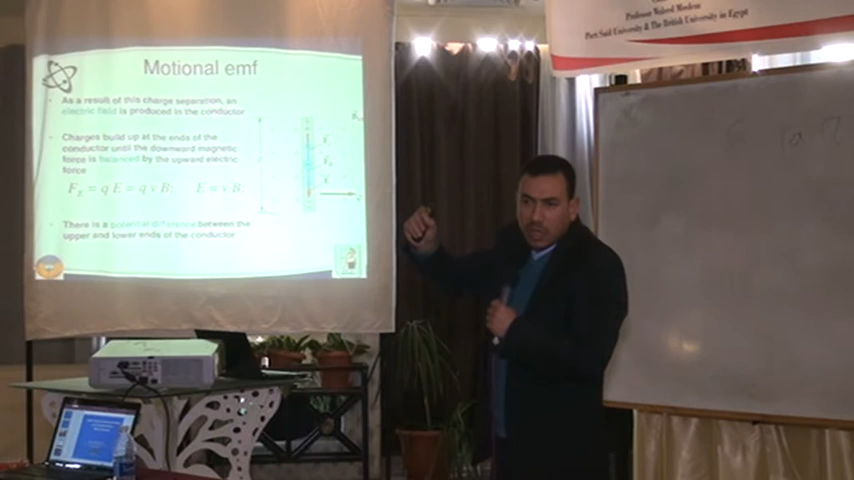 Motional emf
As a result of this charge separation, an
electric field is produced in the conductor
Charges build up at the ends of the
conductor until the downward magnetic
force is balanced by the upward electric
force
F_E = q E = q v B; E = v B;
There is a potential difference between the
upper and lower ends of the conductor
Professor Waleed Moslem
Port Said University & The British University in Egypt